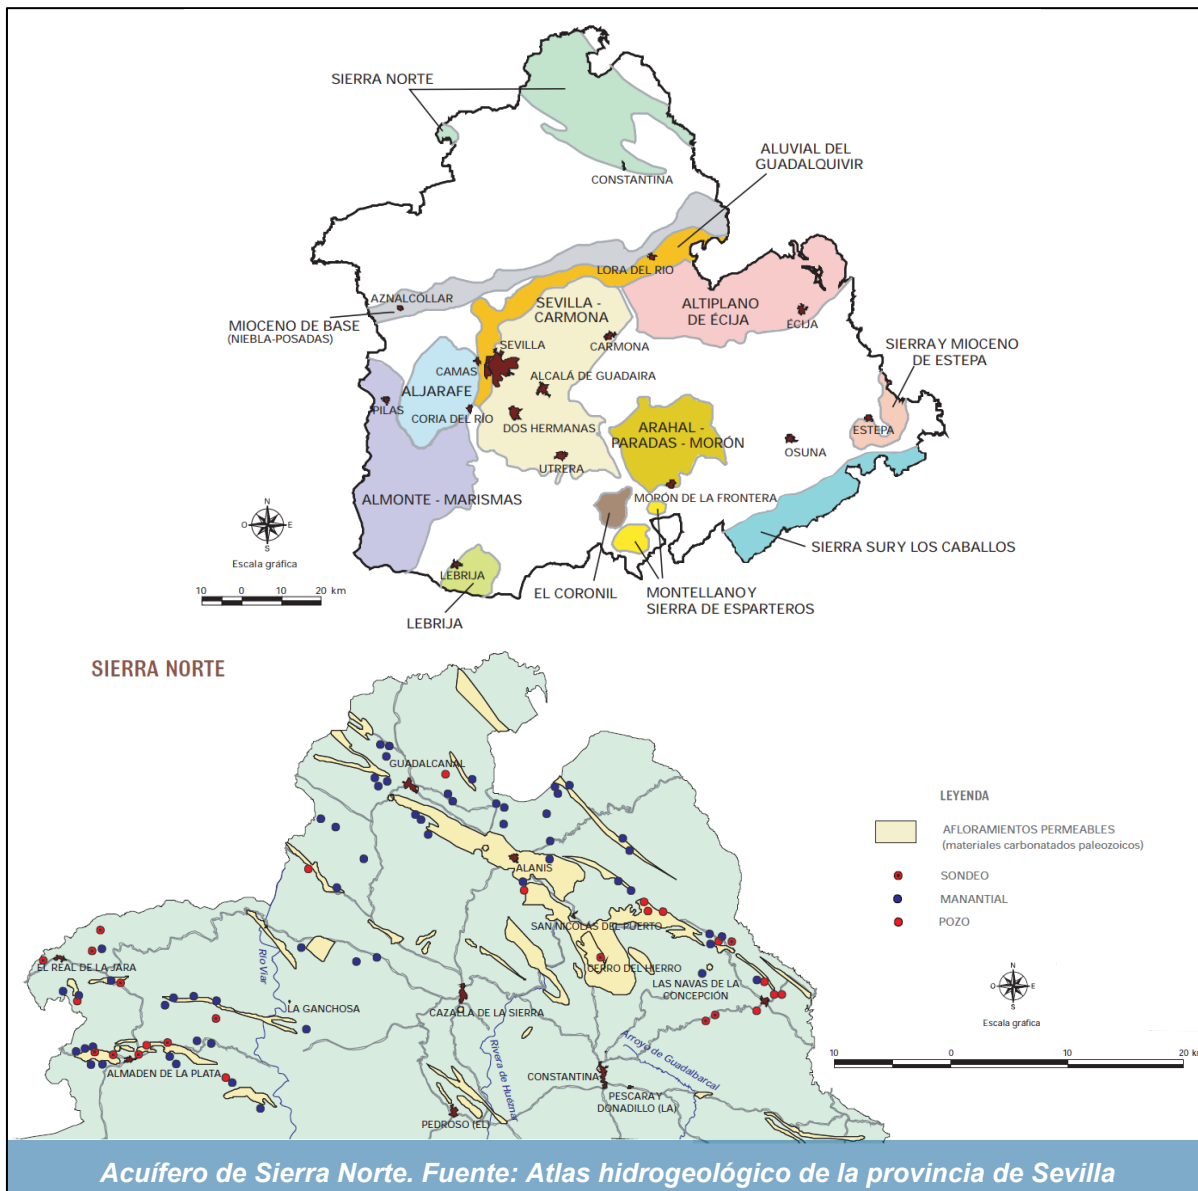 SIERRA NORTE
ALUVIAL DEL
GUADALQUIVIR
CONSTANTINA
LORA DEL RIO
AZNALCOLLAR
SEVILLA -
CARMONA
ALTIPLANO
DE ÉCIJA
ÉCIJA
MIOCENO DE BASE
(NIEBLA-POSADAS)
SEVILLA
CARMONA
SIERRA Y MIOCENO
DE ESTEPA
CAMAS
ALCALÁ DE GUADAIRA
ALJARAFE
PILAS
CORIA DEL RIO
DOS HERMANAS
ARAHAL -
PARADAS - MORÓN
ESTEPA
OSUNA
UTRERA
ALMONTE - MARISMAS
MORÓN DE LA FRONTERA
N
O
E
S
Escala gráfica
10 0 10 20 km
SIERRA SUR Y LOS CABALLOS
LEBRIJA
EL CORONIL
MONTELLANO Y
SIERRA DE ESPARTEROS
LEBRIJA
SIERRA NORTE
GUADALCANAL
ALANIS
SAN NICOLÁS DEL PUERTO
Rio Viar
EL REAL DE LA JARA
CERRO DEL HIERRO
LAS NAVAS DE LA
CONCEPCIÓN
LA GANCHOSA
CAZALLA DE LA SIERRA
Rivera de Huéznar
Arroyo de Guadalbarcal
ALMADEN DE LA PLATA
CONSTANTINA
PESCARA Y
DONADILLO (LA)
PEDROSO (EL)
LEYENDA
AFLORAMIENTOS PERMEABLES
(materiales carbonatados paleozoicos)
SONDEO
MANANTIAL
POZO
N
O
E
S
Escala gráfica
10 0 10 20 km
Acuífero de Sierra Norte. Fuente: Atlas hidrogeológico de la provincia de Sevilla